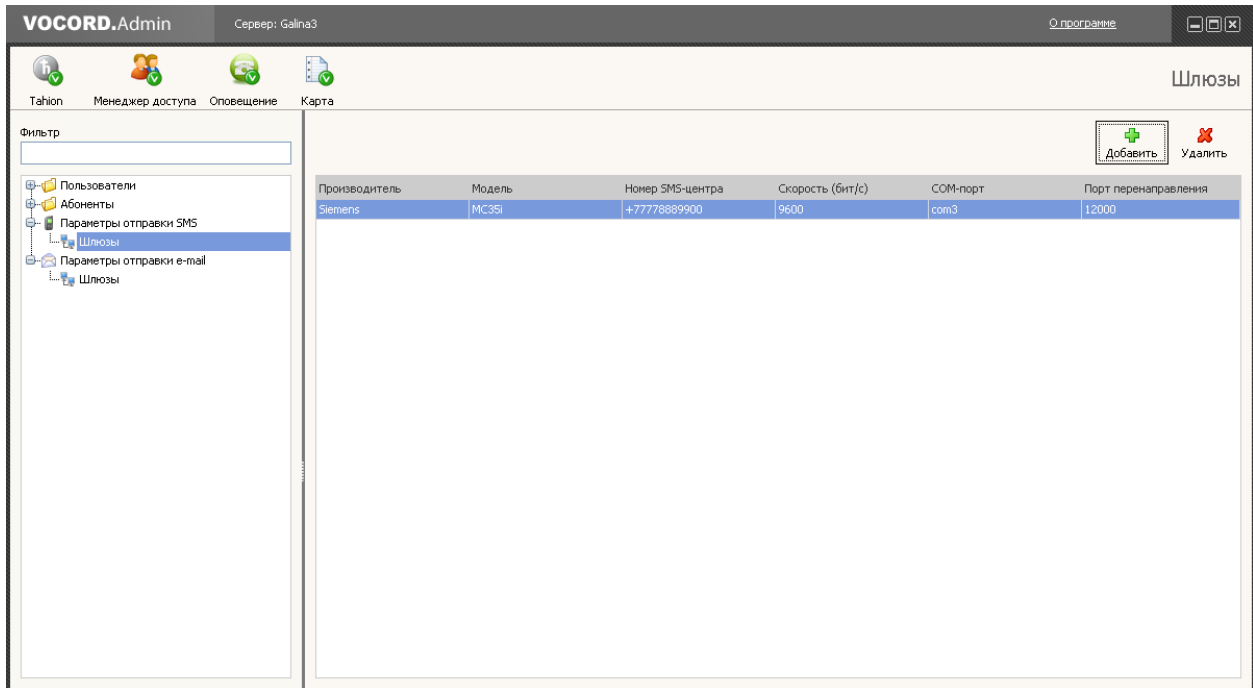 VOCORD.Admin Сервер: Galina3 О программе
Tahion Менеджер доступа Оповещение Карта Шлюзы
Фильтр
Добавить Удалить
Пользователи
Абоненты
Параметры отправки SMS
Шлюзы
Параметры отправки e-mail
Шлюзы
Производитель Модель Номер SMS-центра Скорость (бит/с) COM-порт Порт перенаправления
Siemens MC35i +77778889900 9600 com3 12000